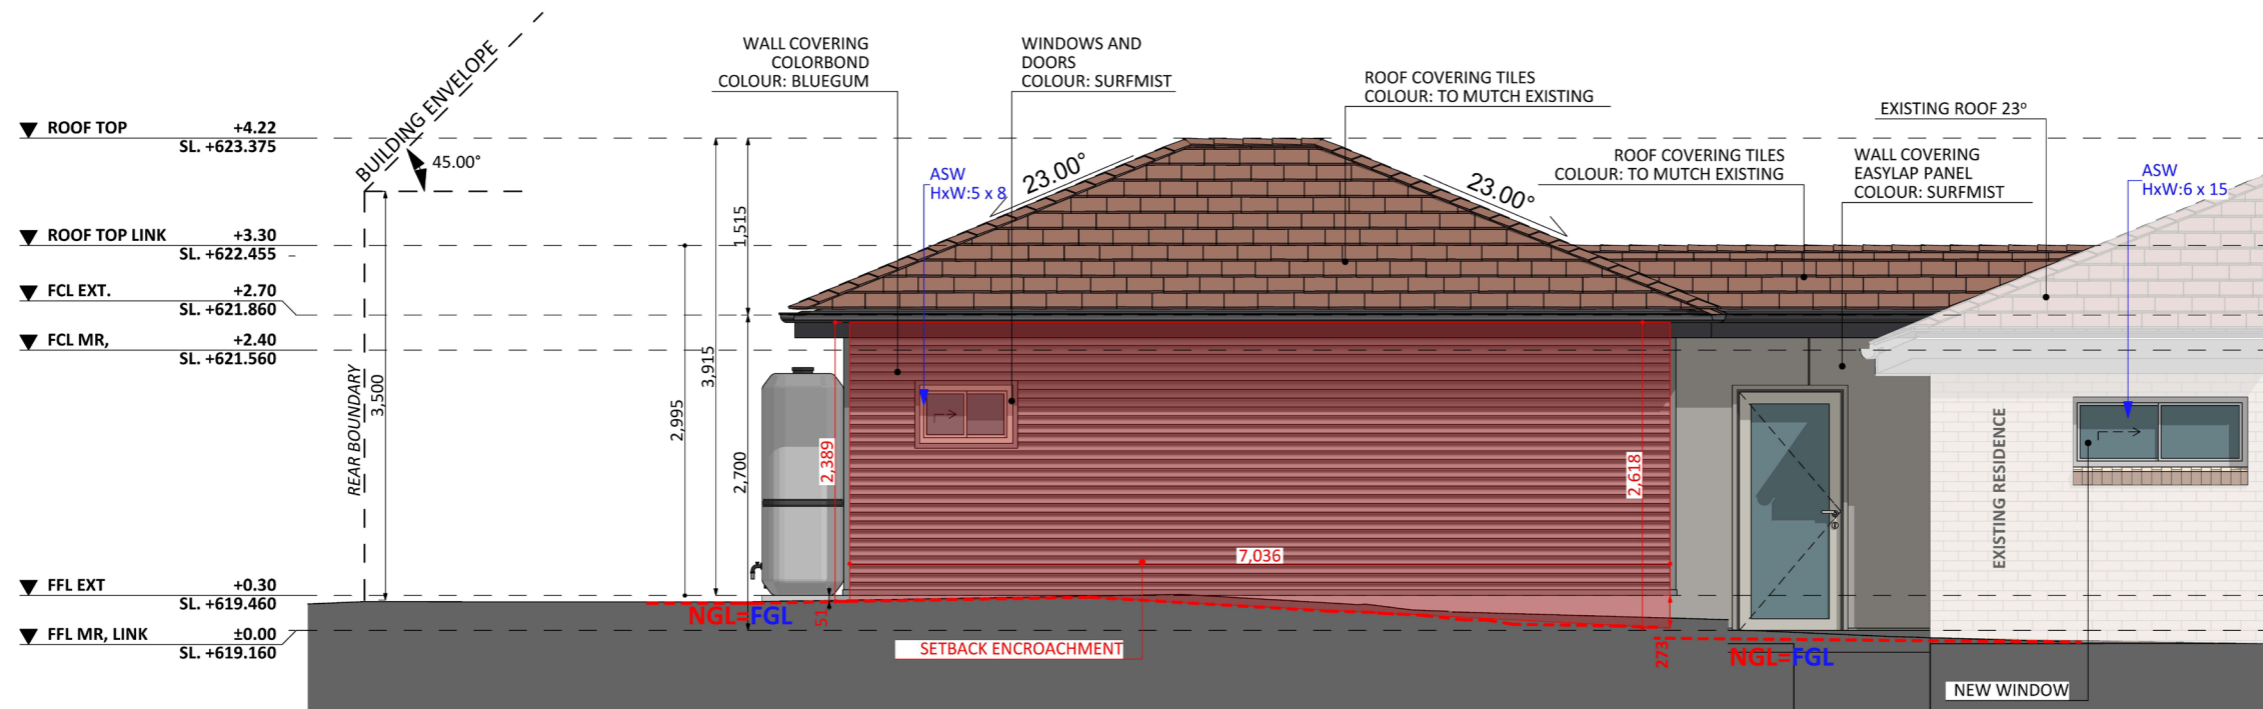 BUILDING ENVELOPE
45.00°
WALL COVERING
COLORBOND
COLOUR: BLUEGUM
WINDOWS AND
DOORS
COLOUR: SURFMIST
ROOF COVERING TILES
COLOUR: TO MUTCH EXISTING
EXISTING ROOF 23º
ROOF COVERING TILES
COLOUR: TO MUTCH EXISTING
WALL COVERING
EASYLAP PANEL
COLOUR: SURFMIST
ASW
HxW:5 x 8
ASW
HxW:6 x 15
23.00°
23.00°
ROOF TOP +4.22
SL. +623.375
ROOF TOP LINK +3.30
SL. +622.455
FCL EXT. +2.70
SL. +621.860
FCL MR, +2.40
SL. +621.560
FFL EXT +0.30
SL. +619.460
FFL MR, LINK ±0.00
SL. +619.160
REAR BOUNDARY
3,500
2,995
3,915
1,515
2,700
2,389
2,618
7,036
51
273
NGL=FGL
SETBACK ENCROACHMENT
NGL=FGL
EXISTING RESIDENCE
NEW WINDOW